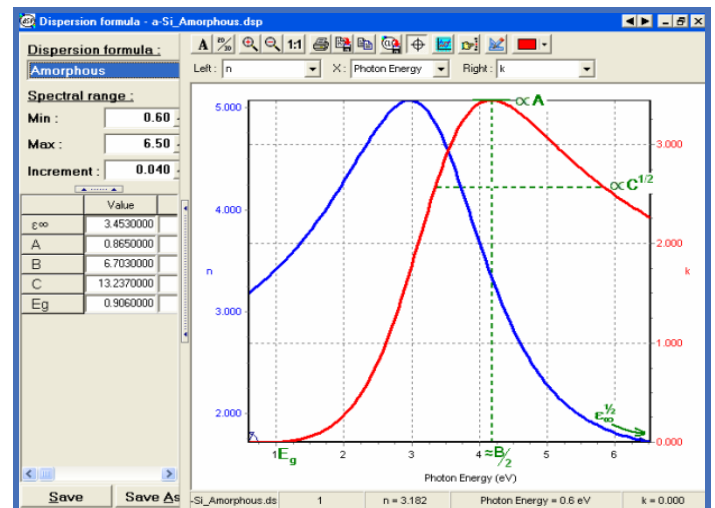 Dispersion formula - a-Si_Amorphous.dsp
Dispersion formula :
Amorphous
Spectral range :
Min : 0.60
Max : 6.50
Increment : 0.040
Value
ε∞ 3.4530000
A 0.8650000
B 6.7030000
C 13.2370000
Eg 0.9060000
Save Save As
A 1:1
Left : n X : Photon Energy Right : k
5.000
4.000
n
3.000
2.000
3.000
2.000
k
1.000
0.000
∝ A
∝ C^1/2
ε∞^½
1 Eg 2 3 4 ≈B/2 5 6
Photon Energy (eV)
-Si_Amorphous.ds 1 n = 3.182 Photon Energy = 0.6 eV k = 0.000